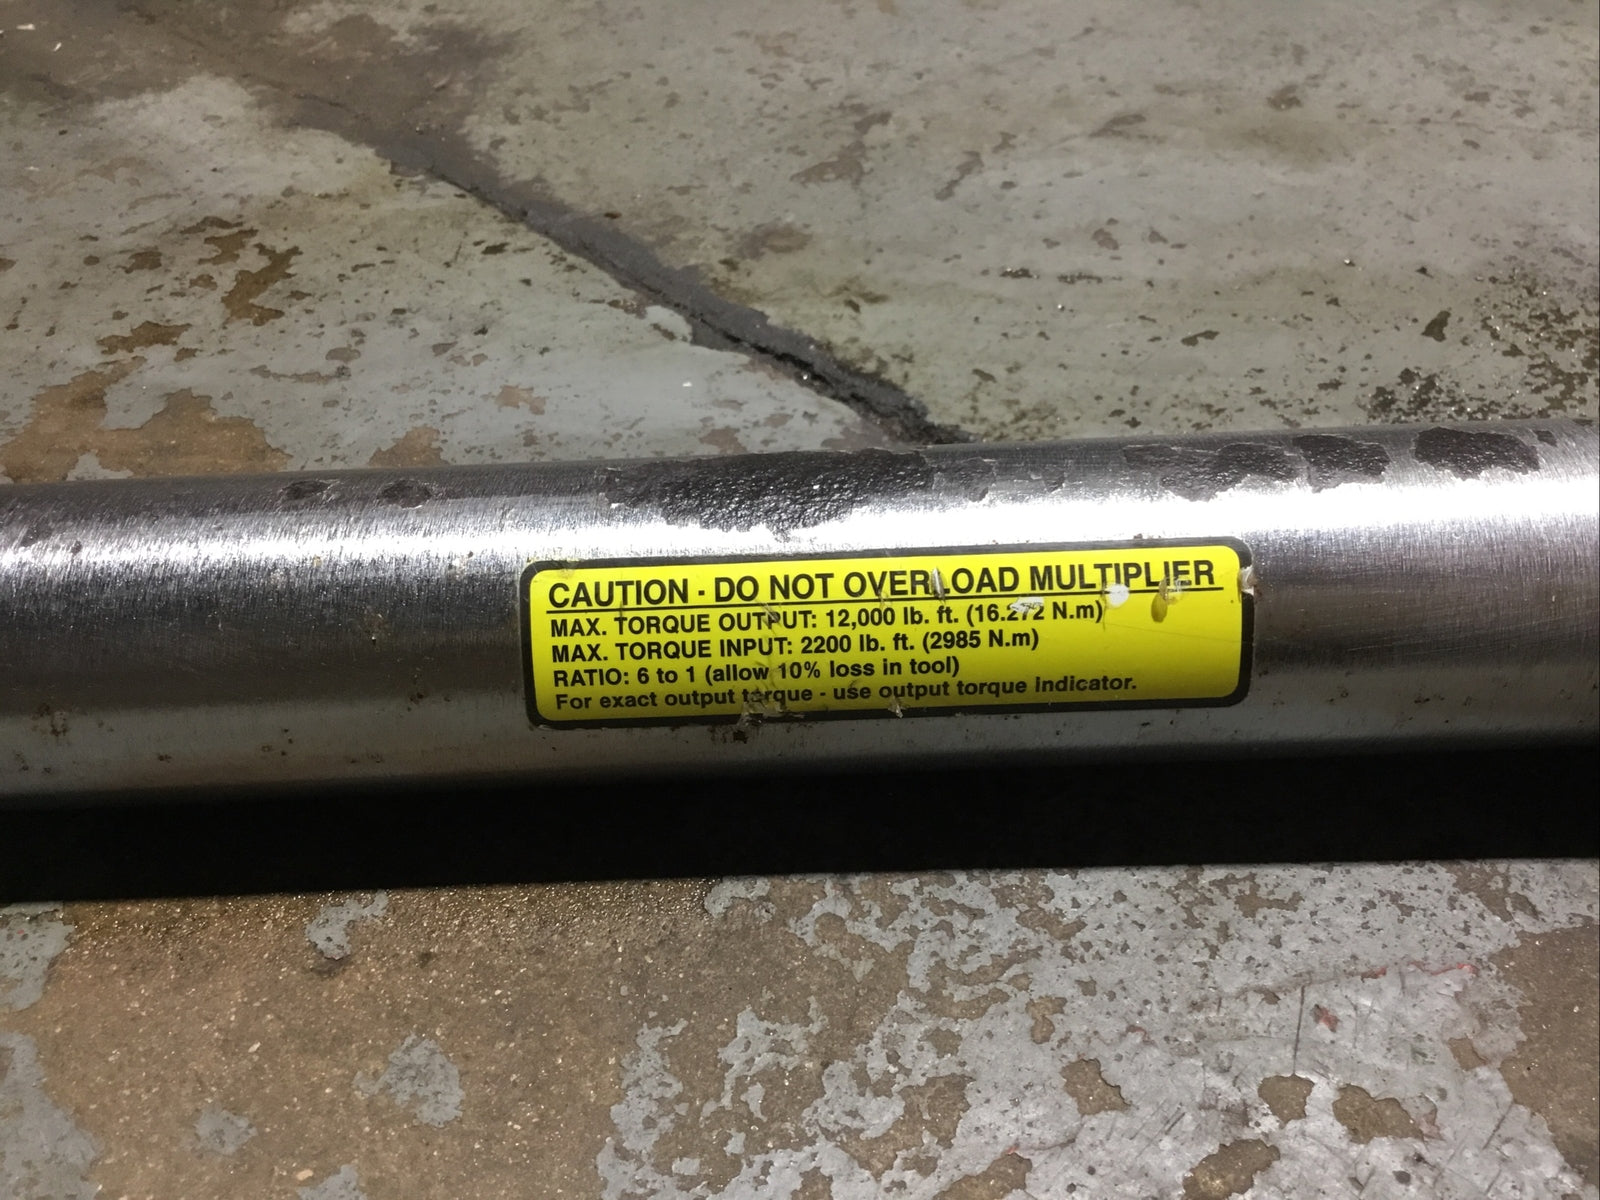 CAUTION - DO NOT OVERLOAD MULTIPLIER
MAX. TORQUE OUTPUT: 12,000 lb. ft. (16.272 N.m)
MAX. TORQUE INPUT: 2200 lb. ft. (2985 N.m)
RATIO: 6 to 1 (allow 10% loss in tool)
For exact output torque - use output torque indicator.